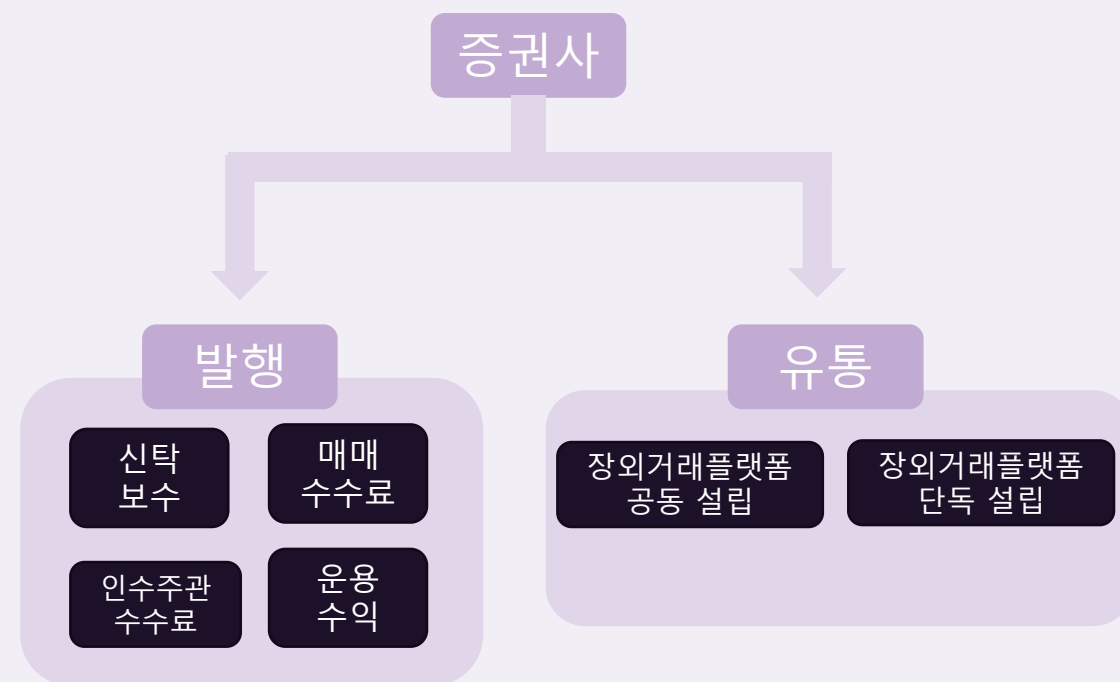 증권사
발행
유통
신탁
보수
매매
수수료
인수주관
수수료
운용
수익
장외거래플랫폼
공동 설립
장외거래플랫폼
단독 설립